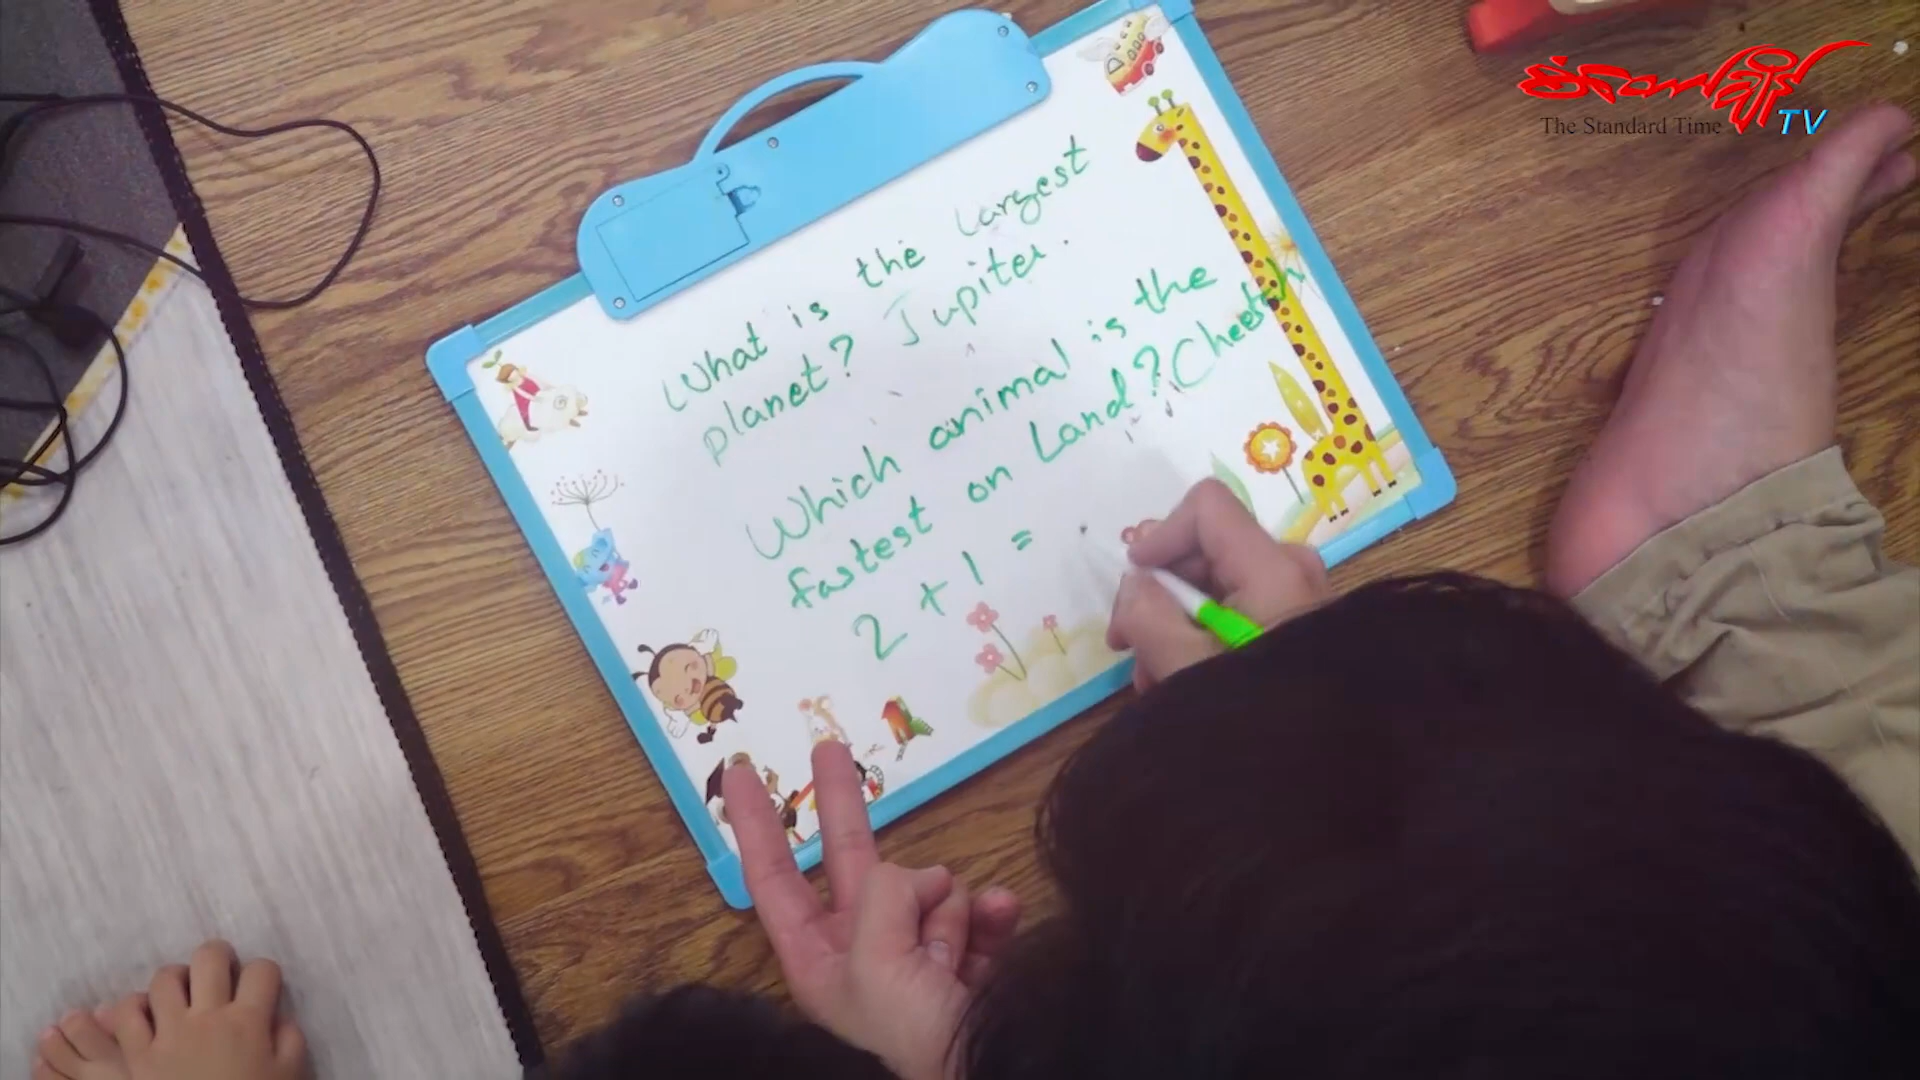 What is the largest
planet? Jupiter.
Which animal is the
fastest on Land? Cheetah
2 + 1 =
The Standard Time
TV